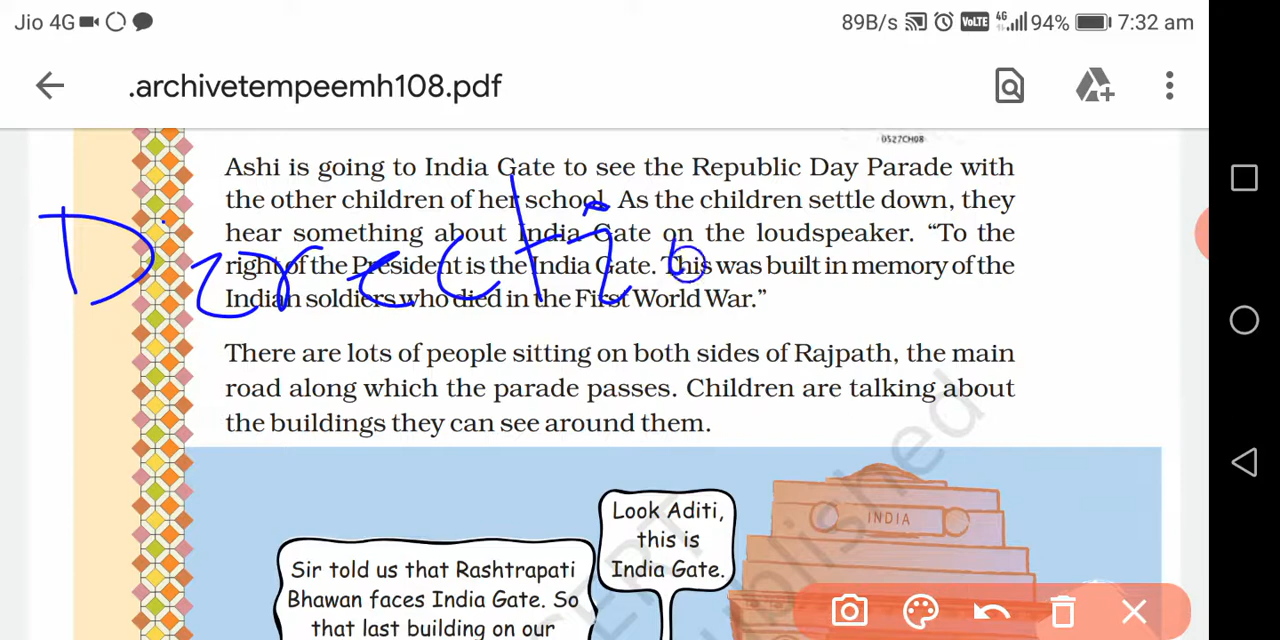 Jio 4G 89B/s VoLTE 4G 94% 7:32 am
.archivetempeemh108.pdf
0527CH08
Ashi is going to India Gate to see the Republic Day Parade with
the other children of her school. As the children settle down, they
hear something about India Gate on the loudspeaker. “To the
right of the President is the India Gate. This was built in memory of the
Indian soldiers who died in the First World War.”
There are lots of people sitting on both sides of Rajpath, the main
road along which the parade passes. Children are talking about
the buildings they can see around them.
Look Aditi,
this is
India Gate.
INDIA
Sir told us that Rashtrapati
Bhawan faces India Gate. So
that last building on our